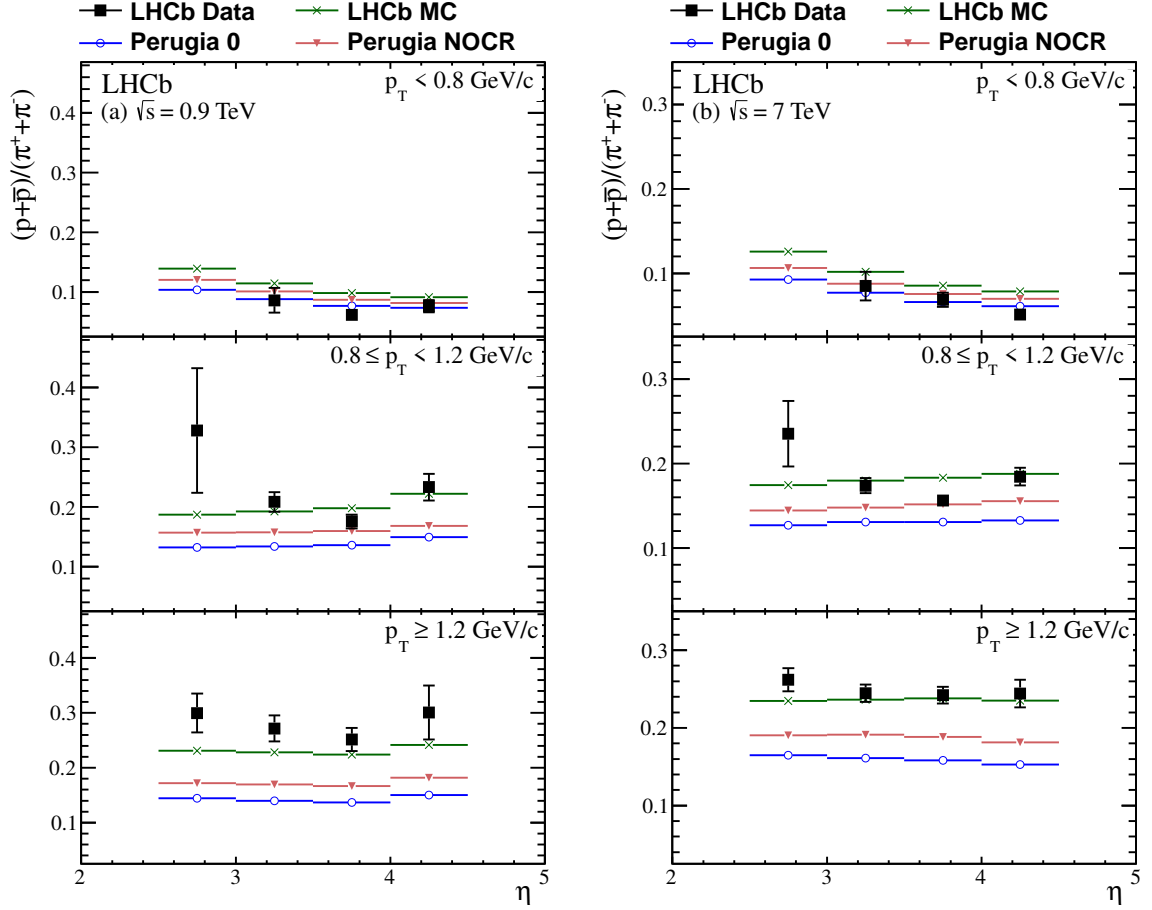 LHCb Data LHCb MC
Perugia 0 Perugia NOCR
LHCb p_T < 0.8 GeV/c
(a) √s = 0.9 TeV
(p+p̅)/(π⁺+π⁻)
0.4
0.3
0.2
0.1
0.8 ≤ p_T < 1.2 GeV/c
0.4
0.3
0.2
0.1
p_T ≥ 1.2 GeV/c
0.4
0.3
0.2
0.1
2 3 4 5
η
LHCb Data LHCb MC
Perugia 0 Perugia NOCR
LHCb p_T < 0.8 GeV/c
(b) √s = 7 TeV
(p+p̅)/(π⁺+π⁻)
0.3
0.2
0.1
0.8 ≤ p_T < 1.2 GeV/c
0.3
0.2
0.1
p_T ≥ 1.2 GeV/c
0.3
0.2
0.1
2 3 4 5
η